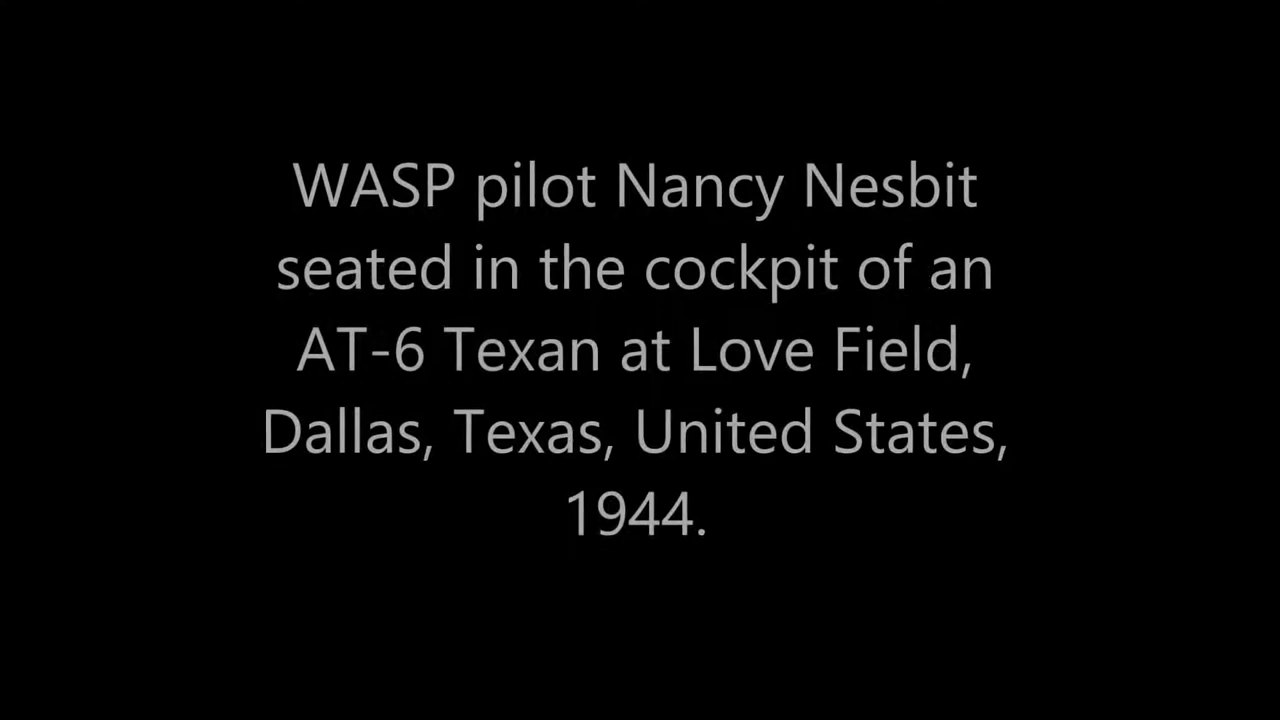 WASP pilot Nancy Nesbit
seated in the cockpit of an
AT-6 Texan at Love Field,
Dallas, Texas, United States,
1944.